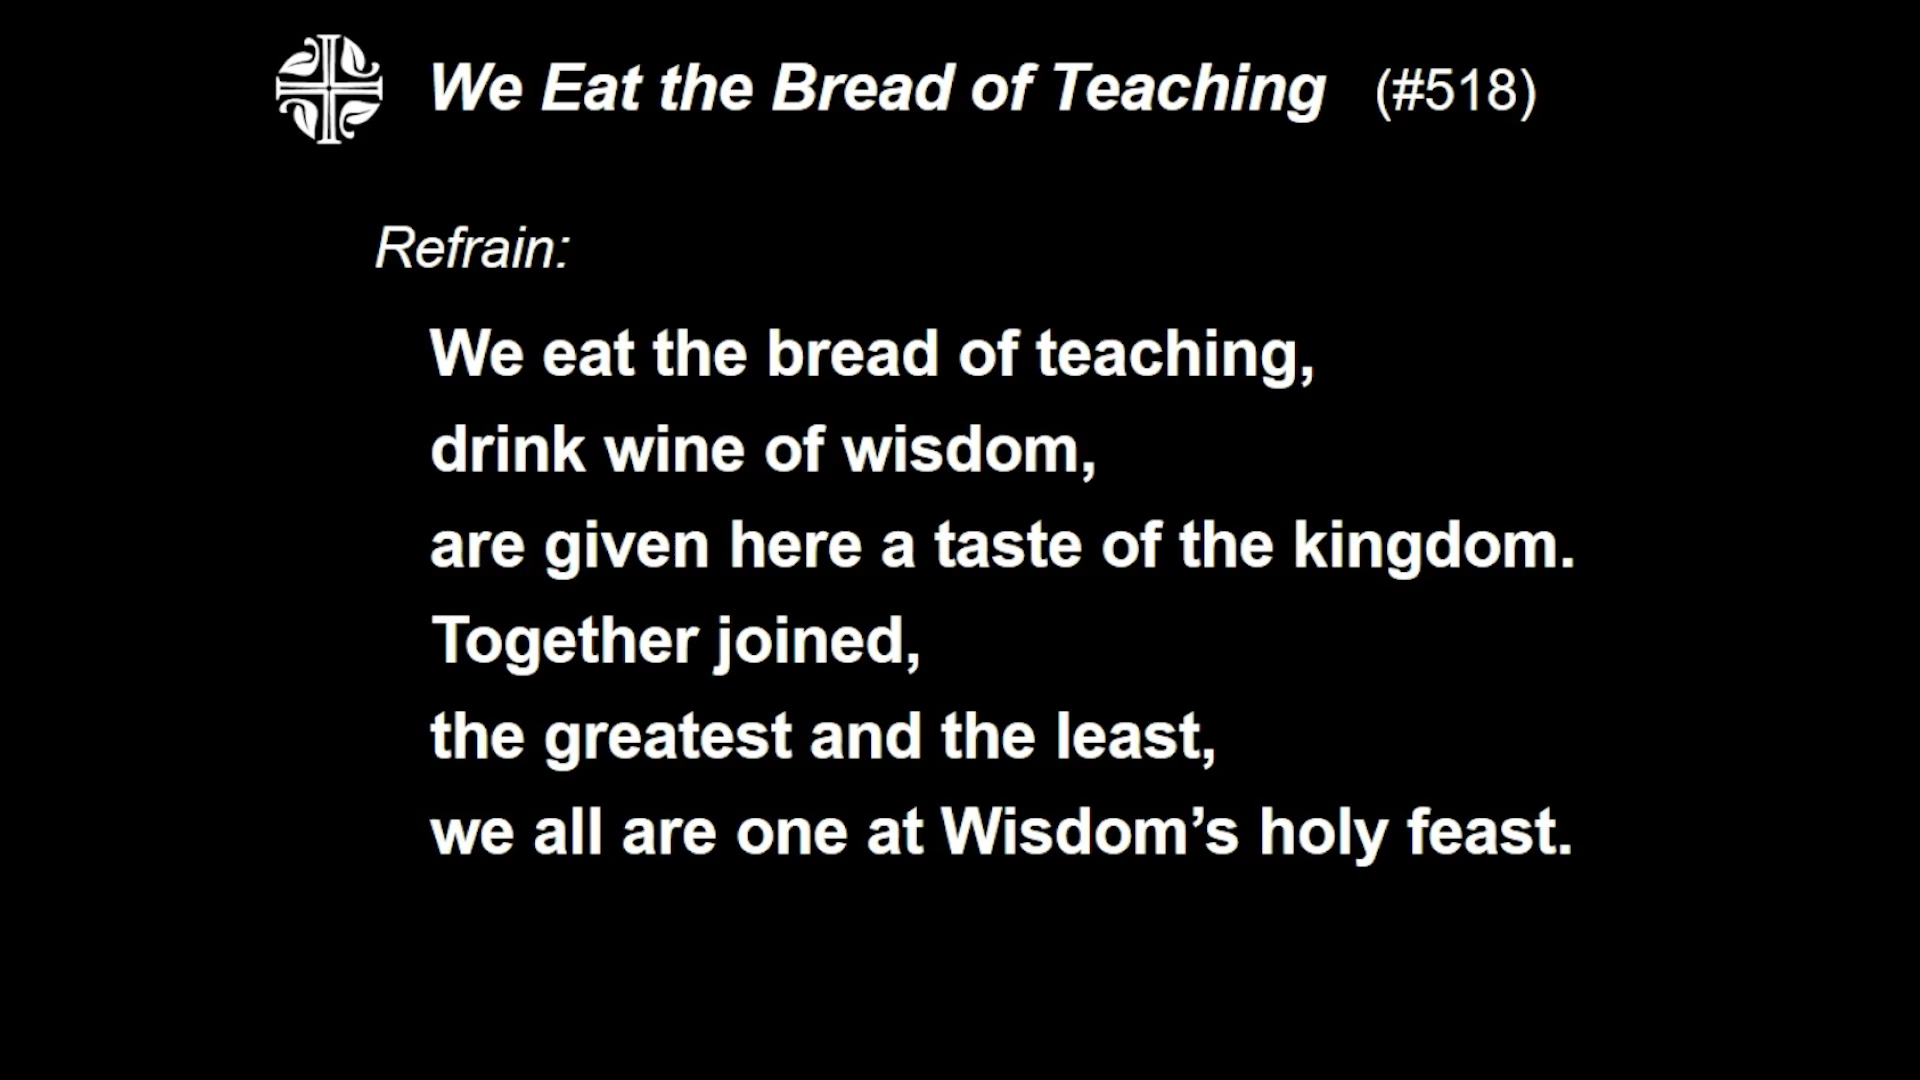 We Eat the Bread of Teaching (#518)
Refrain:
We eat the bread of teaching,
drink wine of wisdom,
are given here a taste of the kingdom.
Together joined,
the greatest and the least,
we all are one at Wisdom’s holy feast.